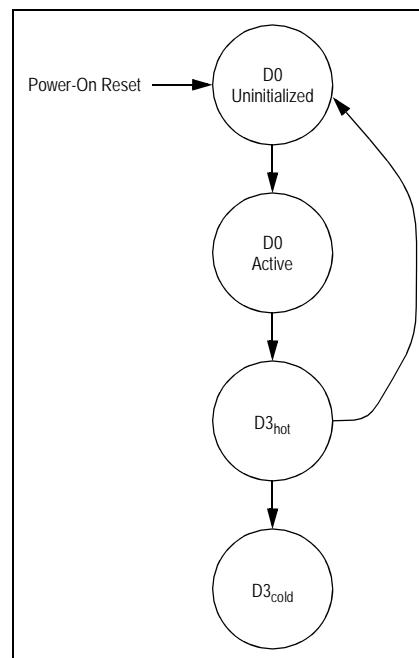 Power-On Reset
D0
Uninitialized
D0
Active
D3hot
D3cold